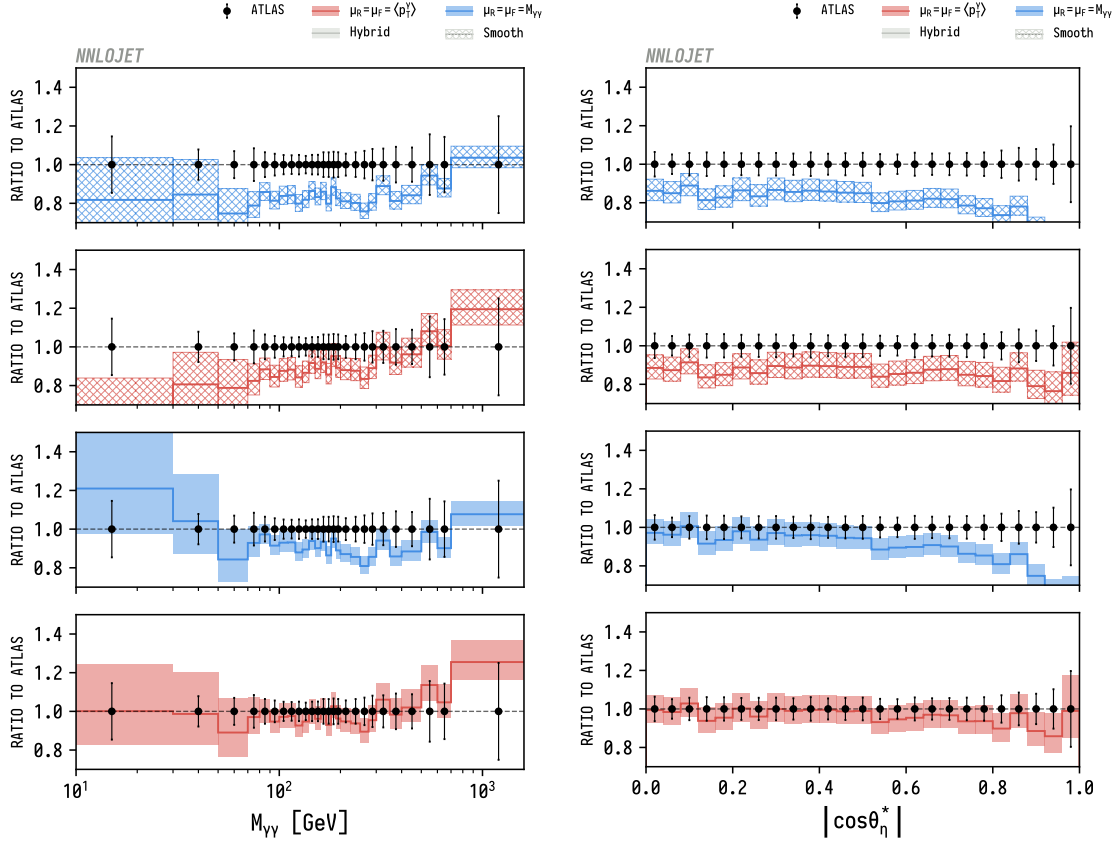 ATLAS μR=μF=⟨pTγ⟩ μR=μF=Mγγ
Hybrid Smooth
NNLOJET
RATIO TO ATLAS
1.4
1.2
1.0
0.8
RATIO TO ATLAS
1.4
1.2
1.0
0.8
RATIO TO ATLAS
1.4
1.2
1.0
0.8
RATIO TO ATLAS
1.4
1.2
1.0
0.8
10¹ 10² 10³
Mγγ [GeV]
ATLAS μR=μF=⟨pTγ⟩ μR=μF=Mγγ
Hybrid Smooth
NNLOJET
RATIO TO ATLAS
1.4
1.2
1.0
0.8
RATIO TO ATLAS
1.4
1.2
1.0
0.8
RATIO TO ATLAS
1.4
1.2
1.0
0.8
RATIO TO ATLAS
1.4
1.2
1.0
0.8
0.0 0.2 0.4 0.6 0.8 1.0
|cosθη*|